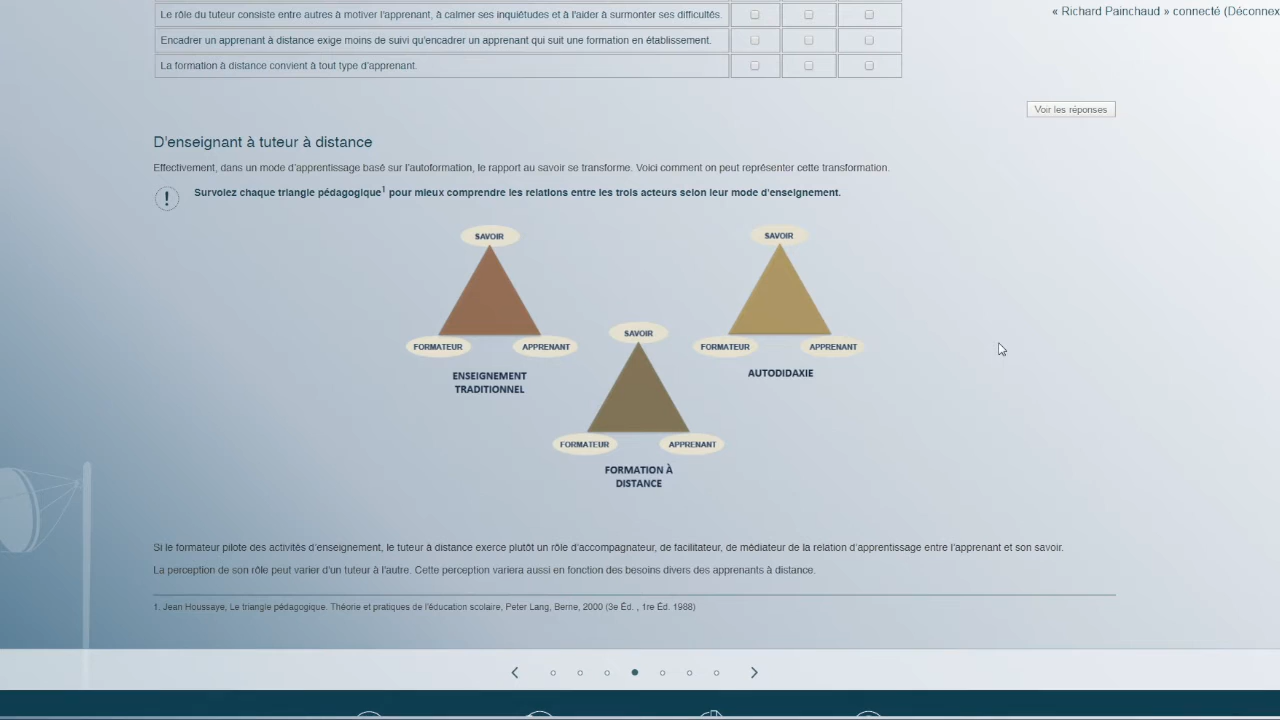 Le rôle du tuteur consiste entre autres à motiver l'apprenant, à calmer ses inquiétudes et à l'aider à surmonter ses difficultés.
« Richard Painchaud » connecté (Déconnex
Encadrer un apprenant à distance exige moins de suivi qu'encadrer un apprenant qui suit une formation en établissement.
La formation à distance convient à tout type d'apprenant.
Voir les réponses
D'enseignant à tuteur à distance
Effectivement, dans un mode d'apprentissage basé sur l'autoformation, le rapport au savoir se transforme. Voici comment on peut représenter cette transformation.
! Survolez chaque triangle pédagogique1 pour mieux comprendre les relations entre les trois acteurs selon leur mode d'enseignement.
SAVOIR
FORMATEUR APPRENANT
ENSEIGNEMENT
TRADITIONNEL
SAVOIR
FORMATEUR APPRENANT
FORMATION À
DISTANCE
SAVOIR
FORMATEUR APPRENANT
AUTODIDAXIE
Si le formateur pilote des activités d'enseignement, le tuteur à distance exerce plutôt un rôle d'accompagnateur, de facilitateur, de médiateur de la relation d'apprentissage entre l'apprenant et son savoir.
La perception de son rôle peut varier d'un tuteur à l'autre. Cette perception variera aussi en fonction des besoins divers des apprenants à distance.
1. Jean Houssaye, Le triangle pédagogique. Théorie et pratiques de l'éducation scolaire, Peter Lang, Berne, 2000 (3e Éd. , 1re Éd. 1988)